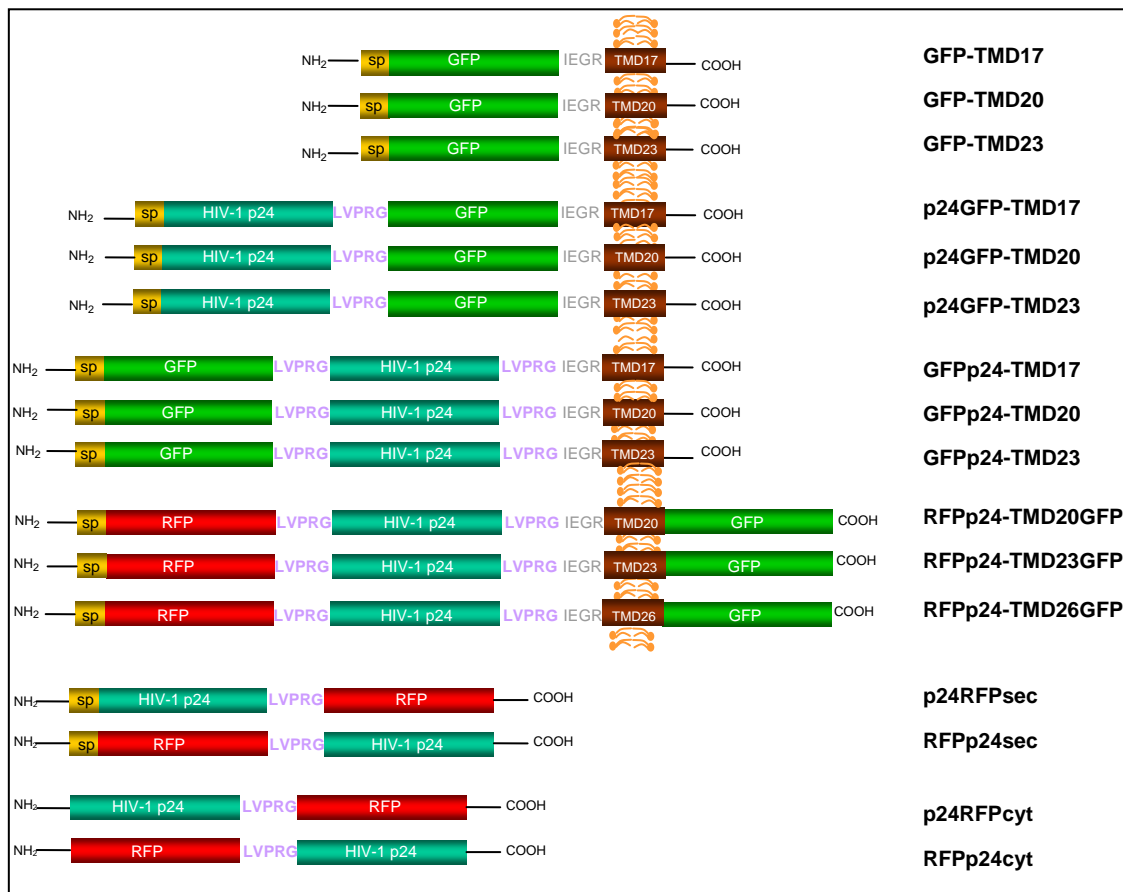 NH2 sp GFP IEGR TMD17 COOH GFP-TMD17
NH2 sp GFP IEGR TMD20 COOH GFP-TMD20
NH2 sp GFP IEGR TMD23 COOH GFP-TMD23
NH2 sp HIV-1 p24 LVPRG GFP IEGR TMD17 COOH p24GFP-TMD17
NH2 sp HIV-1 p24 LVPRG GFP IEGR TMD20 COOH p24GFP-TMD20
NH2 sp HIV-1 p24 LVPRG GFP IEGR TMD23 COOH p24GFP-TMD23
NH2 sp GFP LVPRG HIV-1 p24 LVPRG IEGR TMD17 COOH GFPp24-TMD17
NH2 sp GFP LVPRG HIV-1 p24 LVPRG IEGR TMD20 COOH GFPp24-TMD20
NH2 sp GFP LVPRG HIV-1 p24 LVPRG IEGR TMD23 COOH GFPp24-TMD23
NH2 sp RFP LVPRG HIV-1 p24 LVPRG IEGR TMD20 GFP COOH RFPp24-TMD20GFP
NH2 sp RFP LVPRG HIV-1 p24 LVPRG IEGR TMD23 GFP COOH RFPp24-TMD23GFP
NH2 sp RFP LVPRG HIV-1 p24 LVPRG IEGR TMD26 GFP COOH RFPp24-TMD26GFP
NH2 sp HIV-1 p24 LVPRG RFP COOH p24RFPsec
NH2 sp RFP LVPRG HIV-1 p24 COOH RFPp24sec
NH2 HIV-1 p24 LVPRG RFP COOH p24RFPcyt
NH2 RFP LVPRG HIV-1 p24 COOH RFPp24cyt